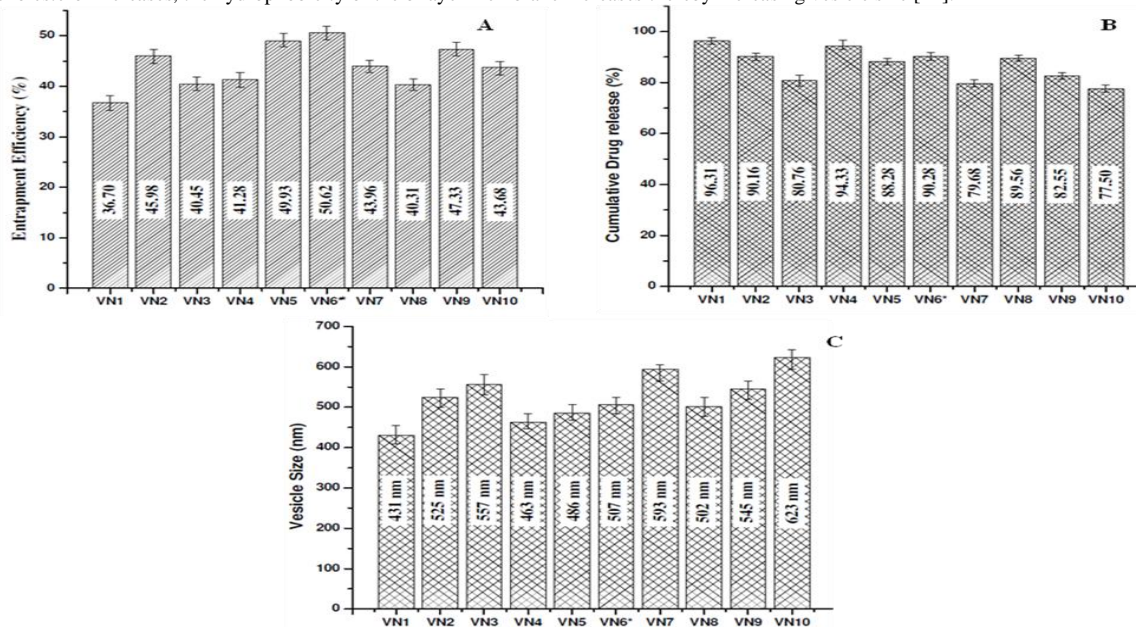 A
Entrapment Efficiency (%)
50
40
30
20
10
0
36.70
45.98
40.45
41.28
49.93
50.62
43.96
40.31
47.33
43.68
VN1 VN2 VN3 VN4 VN5 VN6* VN7 VN8 VN9 VN10
B
Cumulative Drug release (%)
100
80
60
40
20
0
96.31
90.16
80.76
94.33
88.28
90.28
79.68
89.56
82.55
77.50
VN1 VN2 VN3 VN4 VN5 VN6* VN7 VN8 VN9 VN10
C
Vesicle Size (nm)
700
600
500
400
300
200
100
0
431 nm
525 nm
557 nm
463 nm
486 nm
507 nm
593 nm
502 nm
545 nm
623 nm
VN1 VN2 VN3 VN4 VN5 VN6* VN7 VN8 VN9 VN10